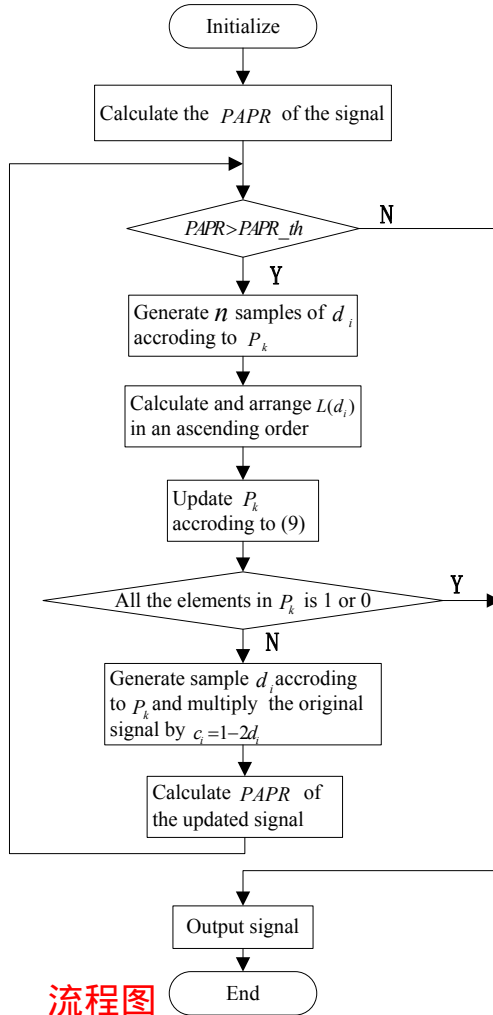 Initialize
Calculate the PAPR of the signal
PAPR>PAPR_th
N
Y
Generate n samples of d_i
accroding to P_k
Calculate and arrange L(d_i)
in an ascending order
Update P_k
accroding to (9)
All the elements in P_k is 1 or 0
Y
N
Generate sample d_i accroding
to P_k and multiply the original
signal by c_i=1-2d_i
Calculate PAPR of
the updated signal
Output signal
流程图
End